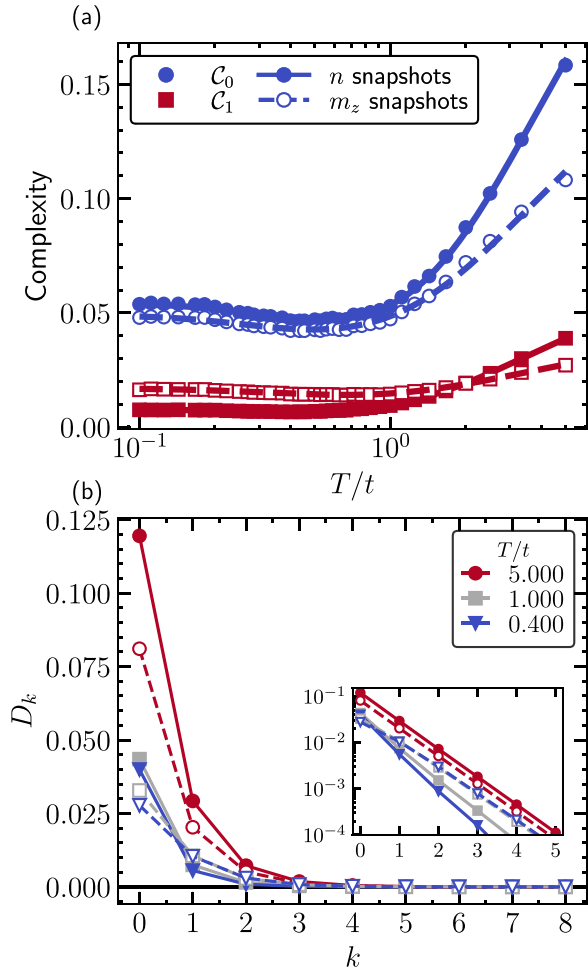 (a)
Complexity
0.15
0.10
0.05
0.00
𝒞₀ n snapshots
𝒞₁ m_z snapshots
10⁻¹ 10⁰
T/t
(b)
D_k
0.125
0.100
0.075
0.050
0.025
0.000
T/t
5.000
1.000
0.400
10⁻¹
10⁻²
10⁻³
10⁻⁴
0 1 2 3 4 5
0 1 2 3 4 5 6 7 8
k